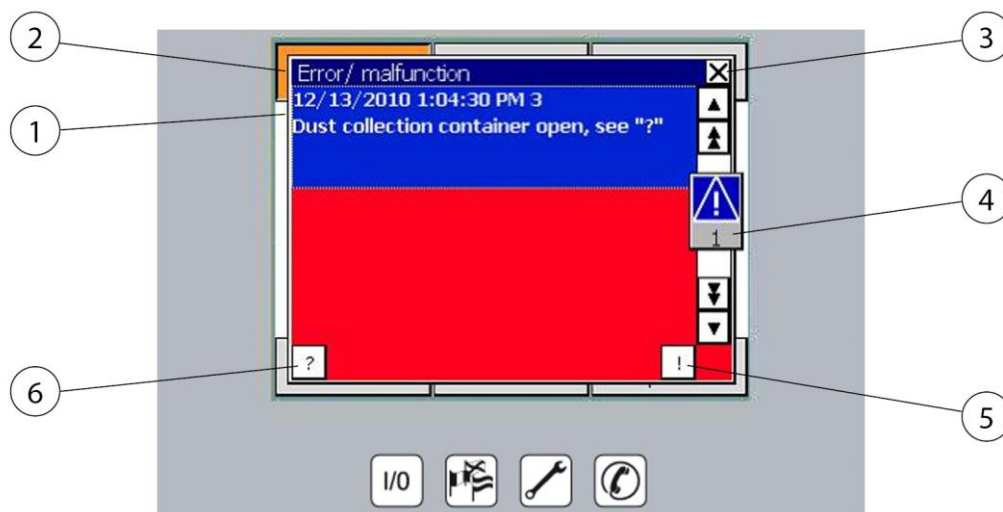 2
3
Error/ malfunction
12/13/2010 1:04:30 PM 3
Dust collection container open, see "?"
1
!
1
4
?
!
6
5
I/O